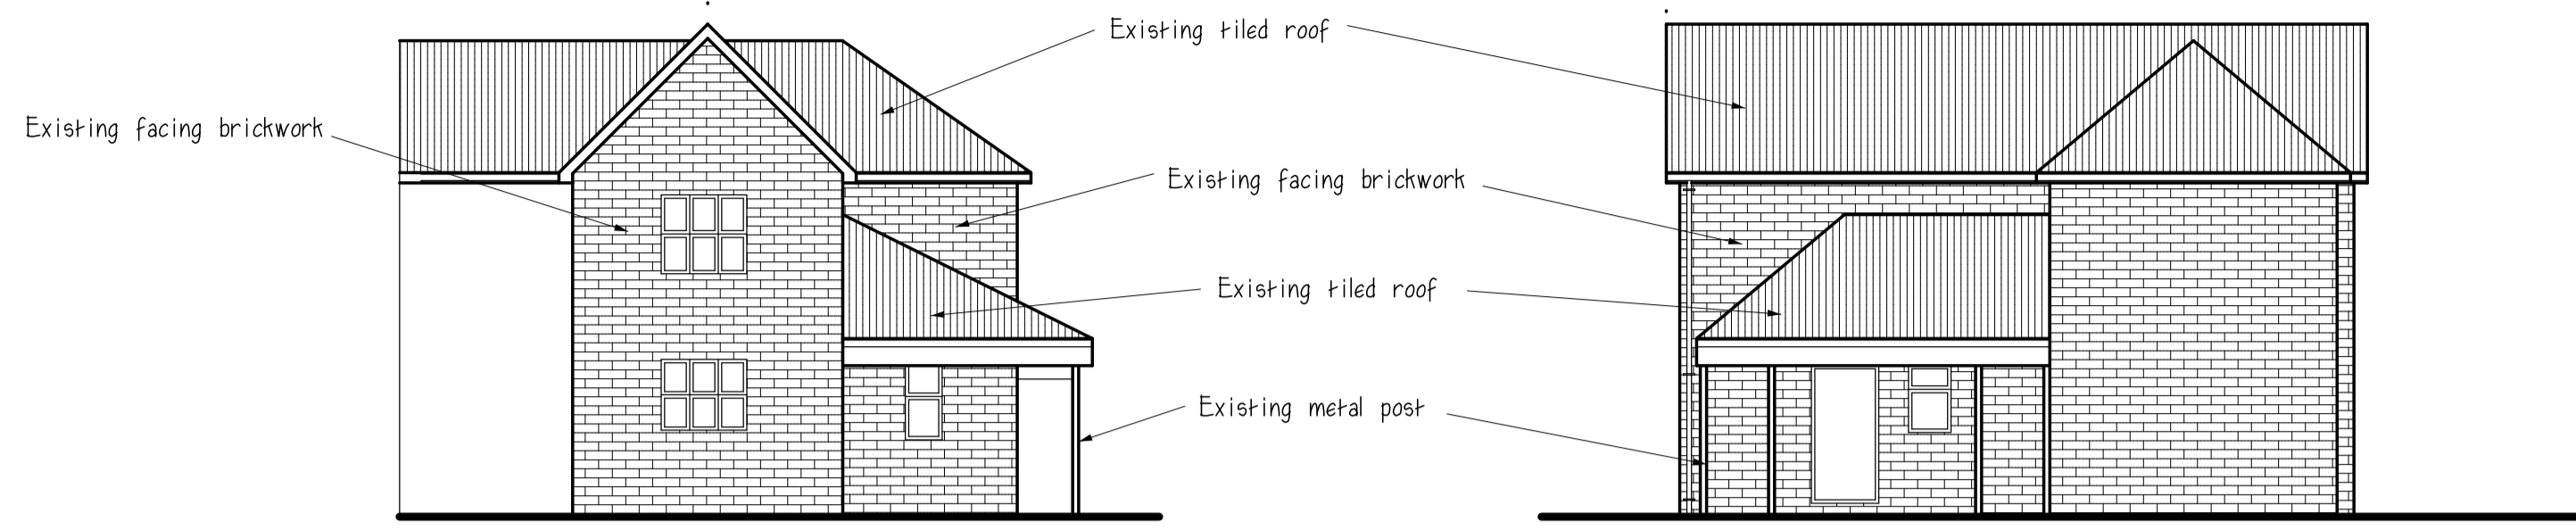 Existing tiled roof
Existing facing brickwork
Existing facing brickwork
Existing tiled roof
Existing metal post